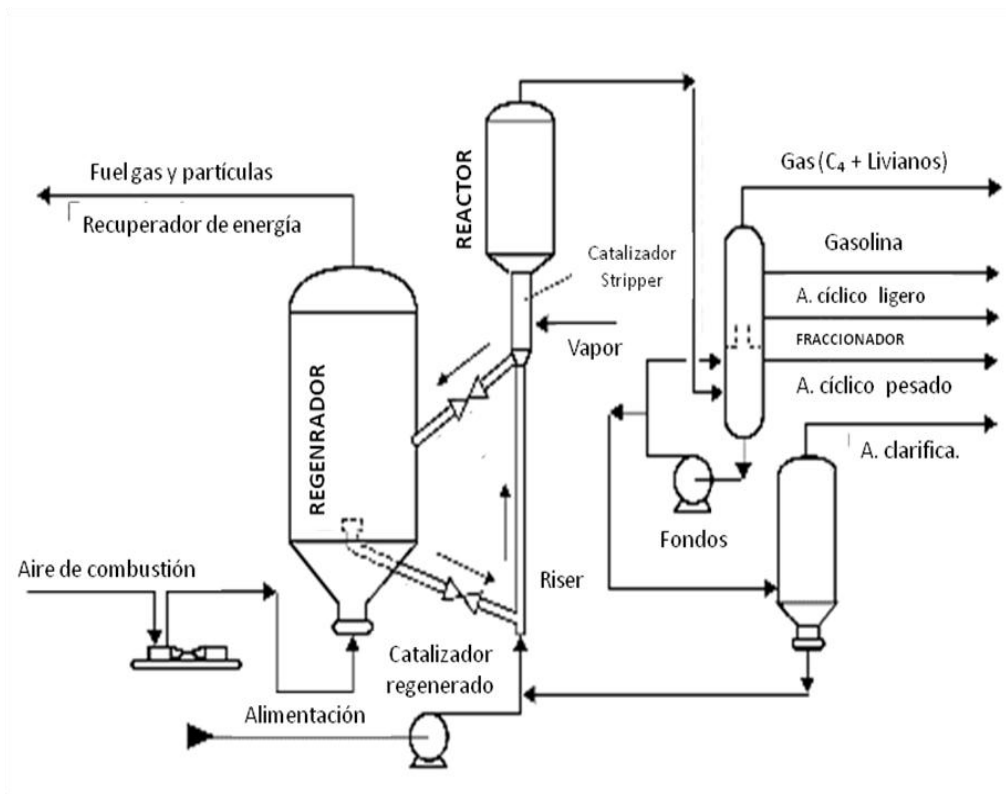 Fuel gas y partículas
Recuperador de energía
REACTOR
Catalizador
Stripper
Vapor
Gas (C₄ + Livianos)
Gasolina
A. cíclico ligero
FRACCIONADOR
A. cíclico pesado
A. clarifica.
Fondos
REGENRADOR
Aire de combustión
Riser
Catalizador
regenerado
Alimentación